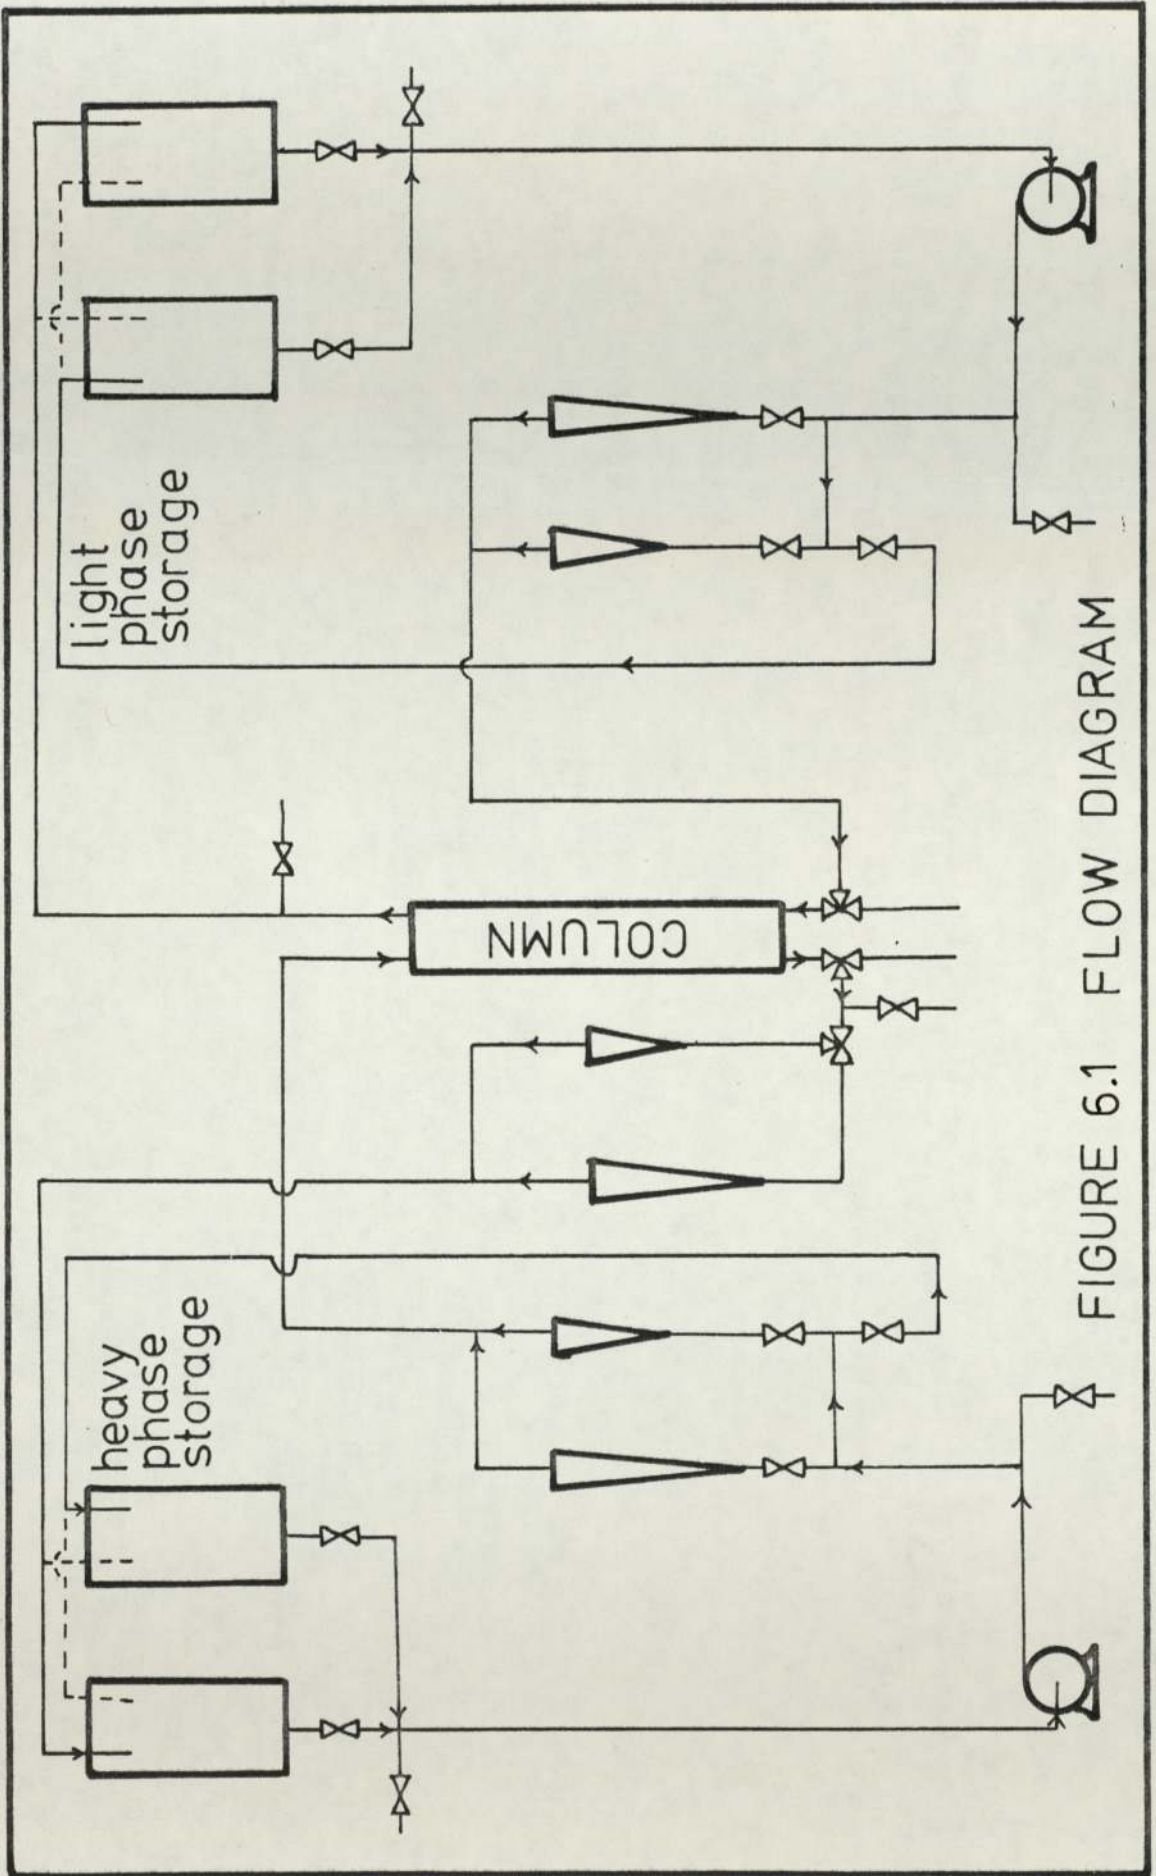 heavy
phase
storage
COLUMN
light
phase
storage
FIGURE 6.1 FLOW DIAGRAM